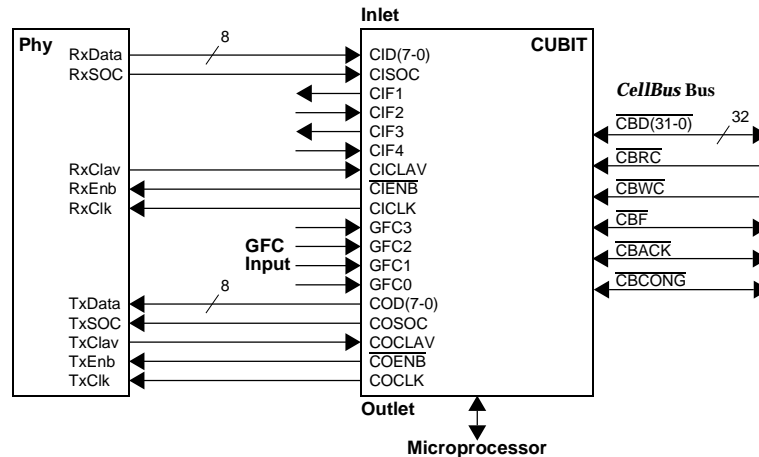 Inlet
Phy
CUBIT
RxData
8
CID(7-0)
RxSOC
CISOC
CIF1
CIF2
CIF3
CIF4
RxClav
CICLAV
RxEnb
CIENB
RxClk
CICLK
GFC3
GFC2
GFC1
GFC0
GFC
Input
TxData
8
COD(7-0)
TxSOC
COSOC
TxClav
COCLAV
TxEnb
COENB
TxClk
COCLK
CellBus Bus
CBD(31-0)
32
CBRC
CBWC
CBF
CBACK
CBCONG
Outlet
Microprocessor